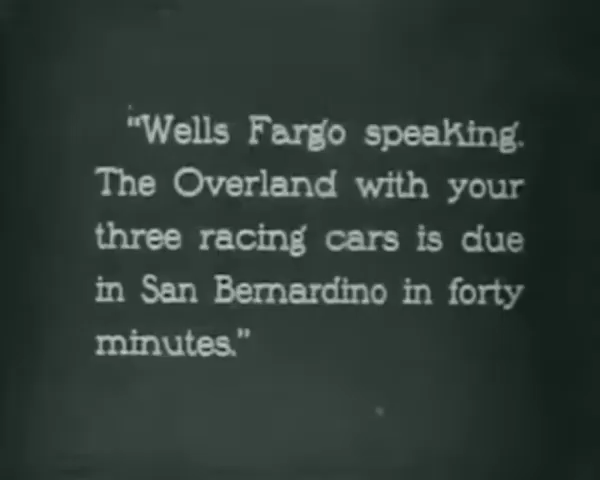 "Wells Fargo speaking.
The Overland with your
three racing cars is due
in San Bernardino in forty
minutes."